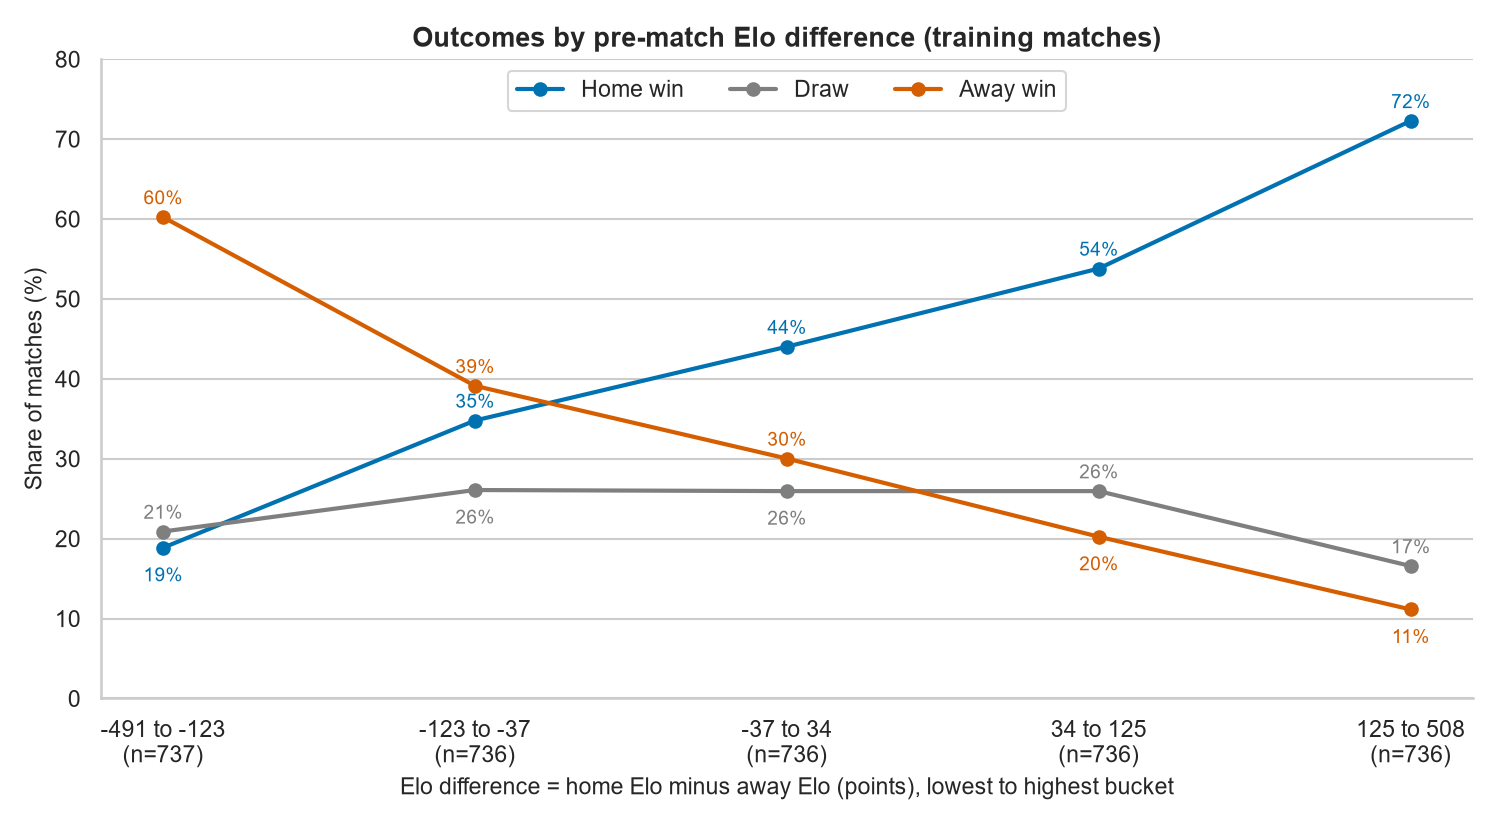 Outcomes by pre-match Elo difference (training matches)
Home win
Draw
Away win
Share of matches (%)
80
70
60
50
40
30
20
10
0
60%
21%
19%
39%
35%
26%
44%
30%
26%
54%
26%
20%
72%
17%
11%
-491 to -123
(n=737)
-123 to -37
(n=736)
-37 to 34
(n=736)
34 to 125
(n=736)
125 to 508
(n=736)
Elo difference = home Elo minus away Elo (points), lowest to highest bucket